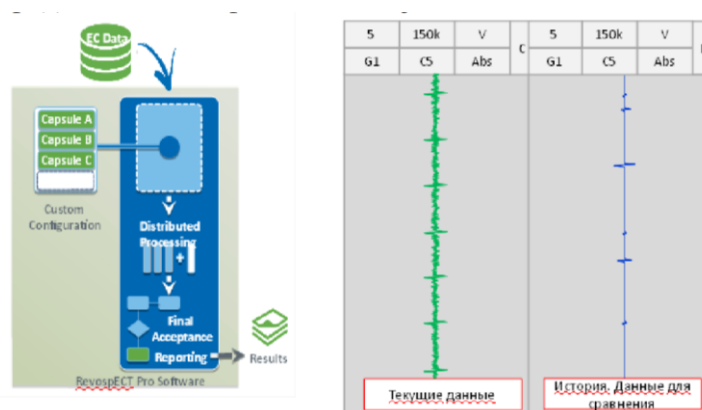 EC Data
Capsule A
Capsule B
Capsule C
Custom
Configuration
Distributed
Processing
+
Final
Acceptance
Reporting
Results
RevospECT Pro Software
5 150k V
G1 C5 Abs
C
5 150k V
G1 C5 Abs
Текущие данные
История. Данные для
сравнения